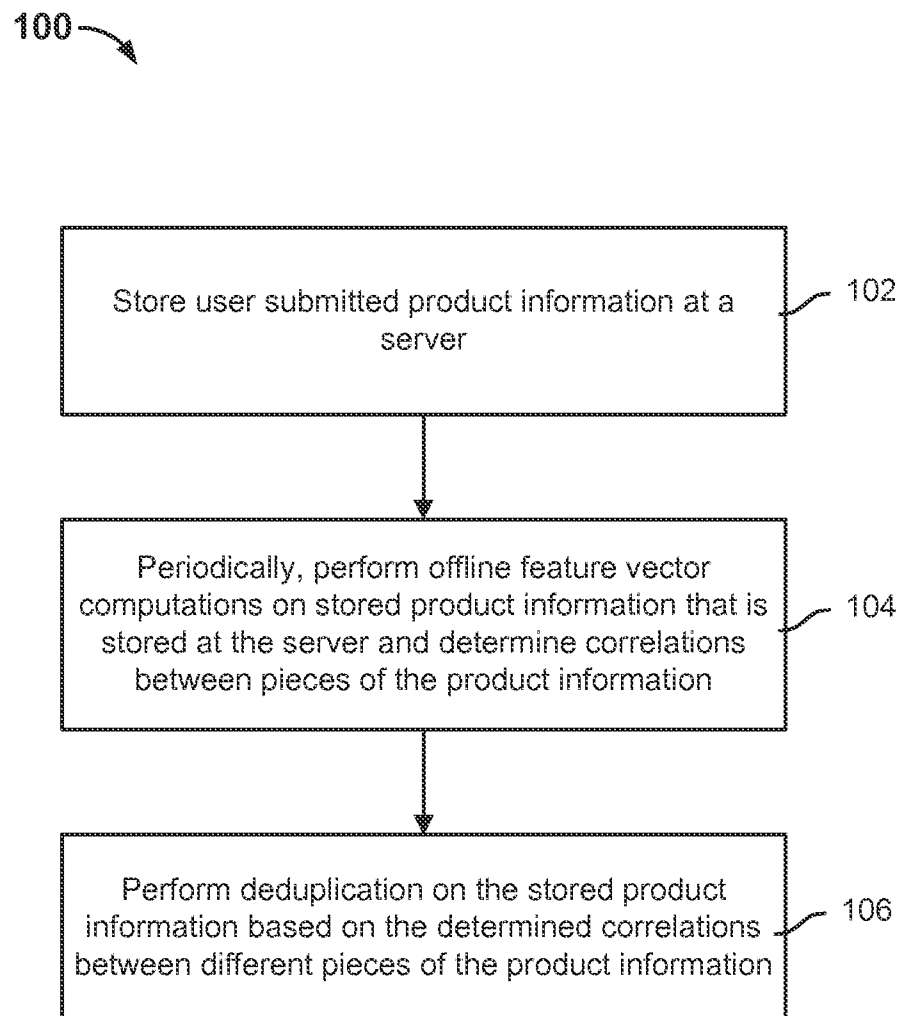 100
Store user submitted product information at a
server
102
Periodically, perform offline feature vector
computations on stored product information that is
stored at the server and determine correlations
between pieces of the product information
104
Perform deduplication on the stored product
information based on the determined correlations
between different pieces of the product information
106